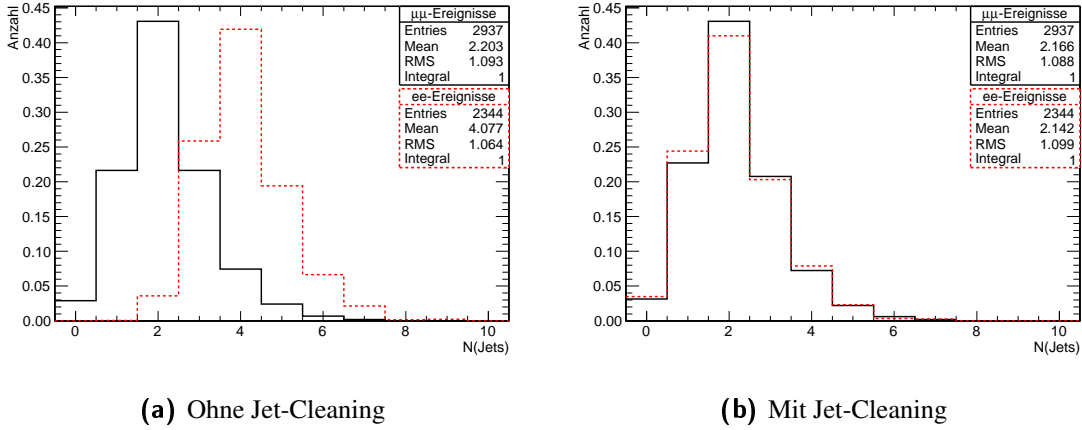 Anzahl
0.45
0.40
0.35
0.30
0.25
0.20
0.15
0.10
0.05
0.00
0 2 4 6 8 10
N(Jets)
μμ-Ereignisse
Entries 2937
Mean 2.203
RMS 1.093
Integral 1
ee-Ereignisse
Entries 2344
Mean 4.077
RMS 1.064
Integral 1
(a) Ohne Jet-Cleaning
Anzahl
0.45
0.40
0.35
0.30
0.25
0.20
0.15
0.10
0.05
0.00
0 2 4 6 8 10
N(Jets)
μμ-Ereignisse
Entries 2937
Mean 2.166
RMS 1.088
Integral 1
ee-Ereignisse
Entries 2344
Mean 2.142
RMS 1.099
Integral 1
(b) Mit Jet-Cleaning